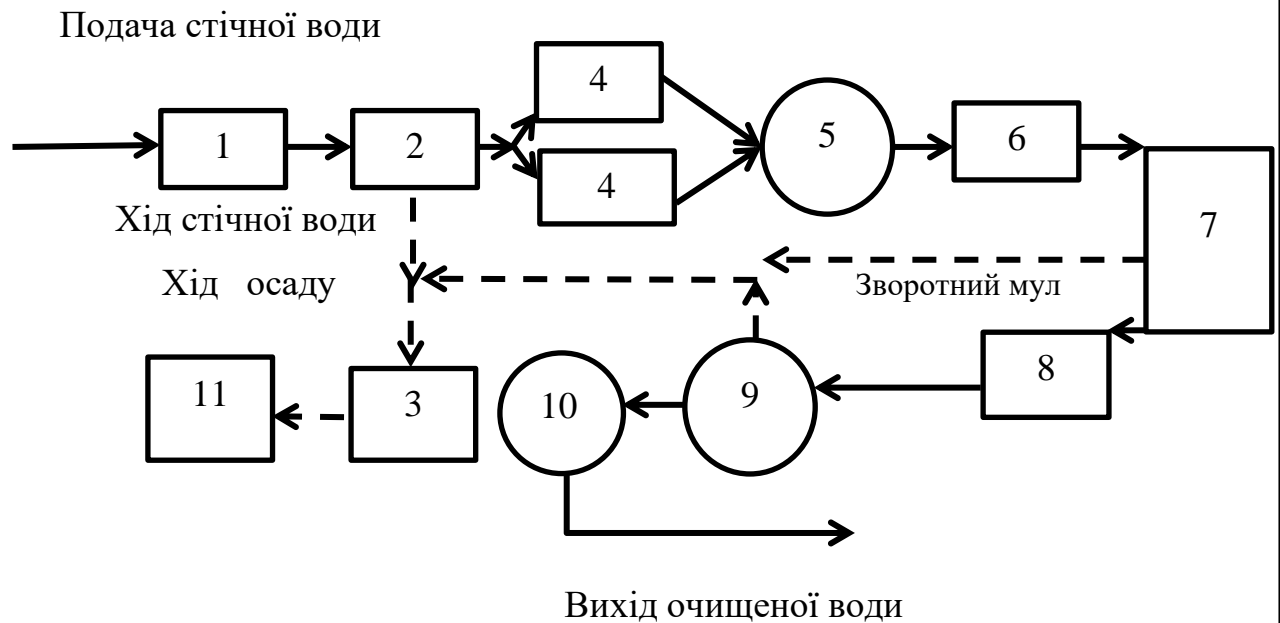 Подача стічної води
4
1
2
5
6
4
7
Хід стічної води
Хід осаду
Зворотний мул
11
3
10
9
8
Вихід очищеної води